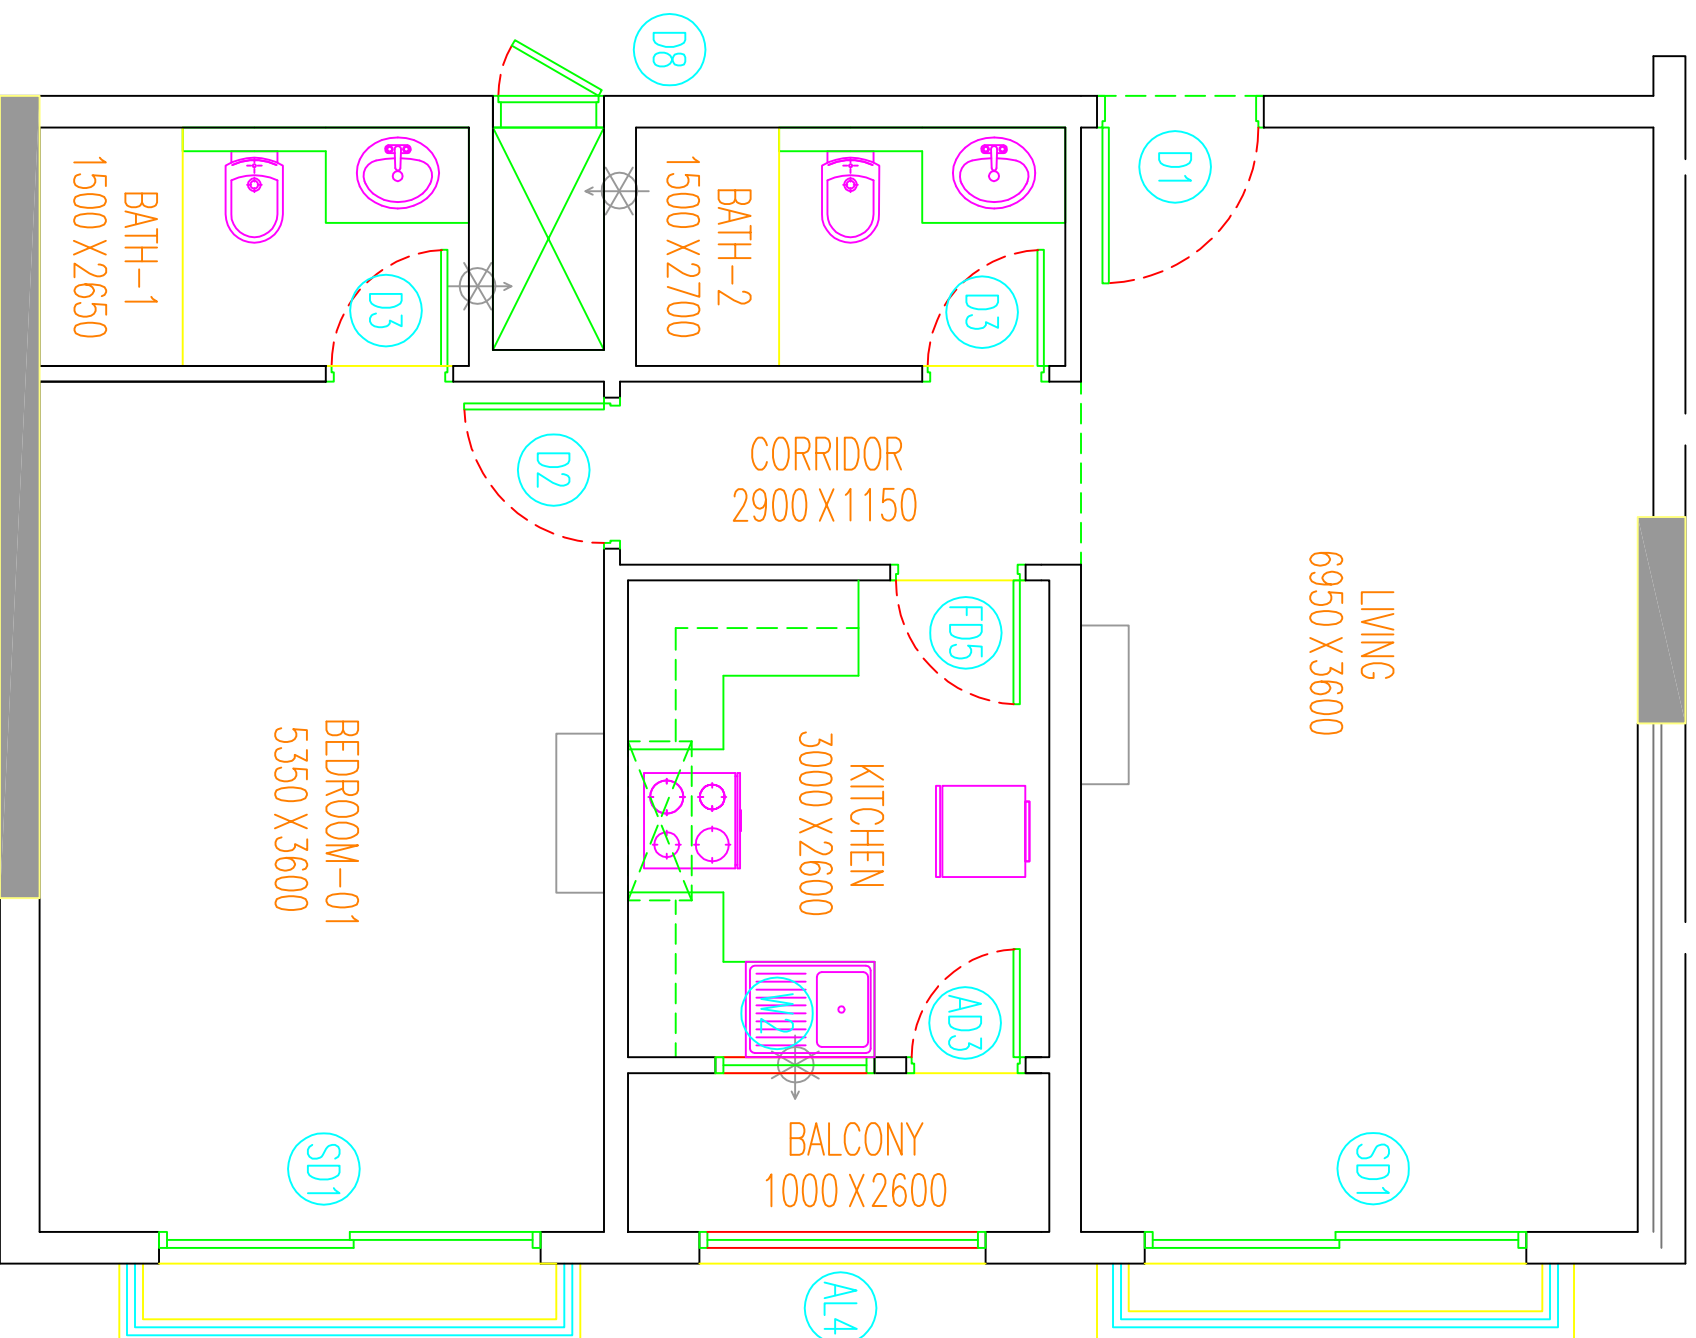 D8
D1
BATH-1
1500 X 2650
D3
BATH-2
1500 X 2700
D3
D2
CORRIDOR
2900 X 1150
FD5
LIVING
6950 X 3600
BEDROOM-01
5350 X 3600
KITCHEN
3000 X 2600
W2
AD3
BALCONY
1000 X 2600
SD1
SD1
AL4